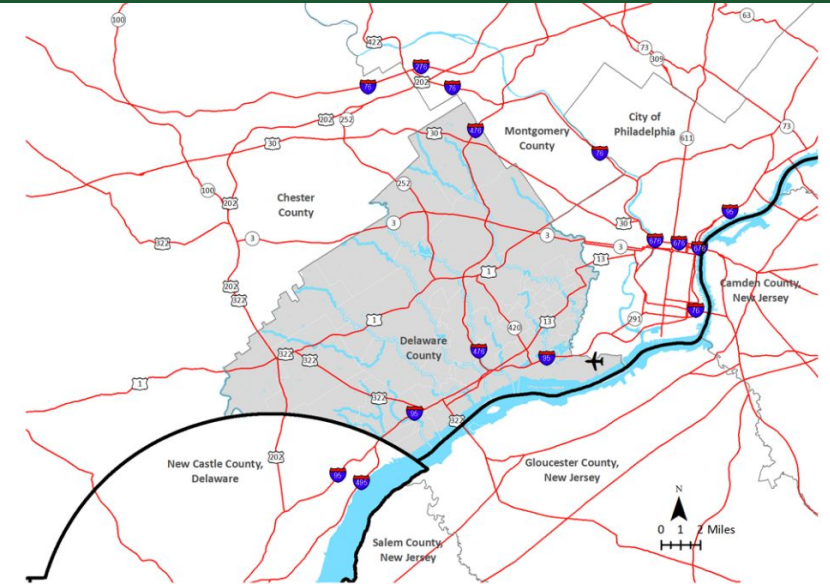 63
100
422
73
309
276
202
76
76
City of
Philadelphia
202
252
30
476
Montgomery
County
73
611
30
76
252
100
202
Chester
County
95
3
30
322
3
3
3
676
676
676
13
1
202
322
Camden County,
New Jersey
76
291
1
13
420
Delaware
County
322
322
476
95
1
322
95
322
202
New Castle County,
Delaware
95
495
Gloucester County,
New Jersey
N
0 1 2 Miles
Salem County,
New Jersey